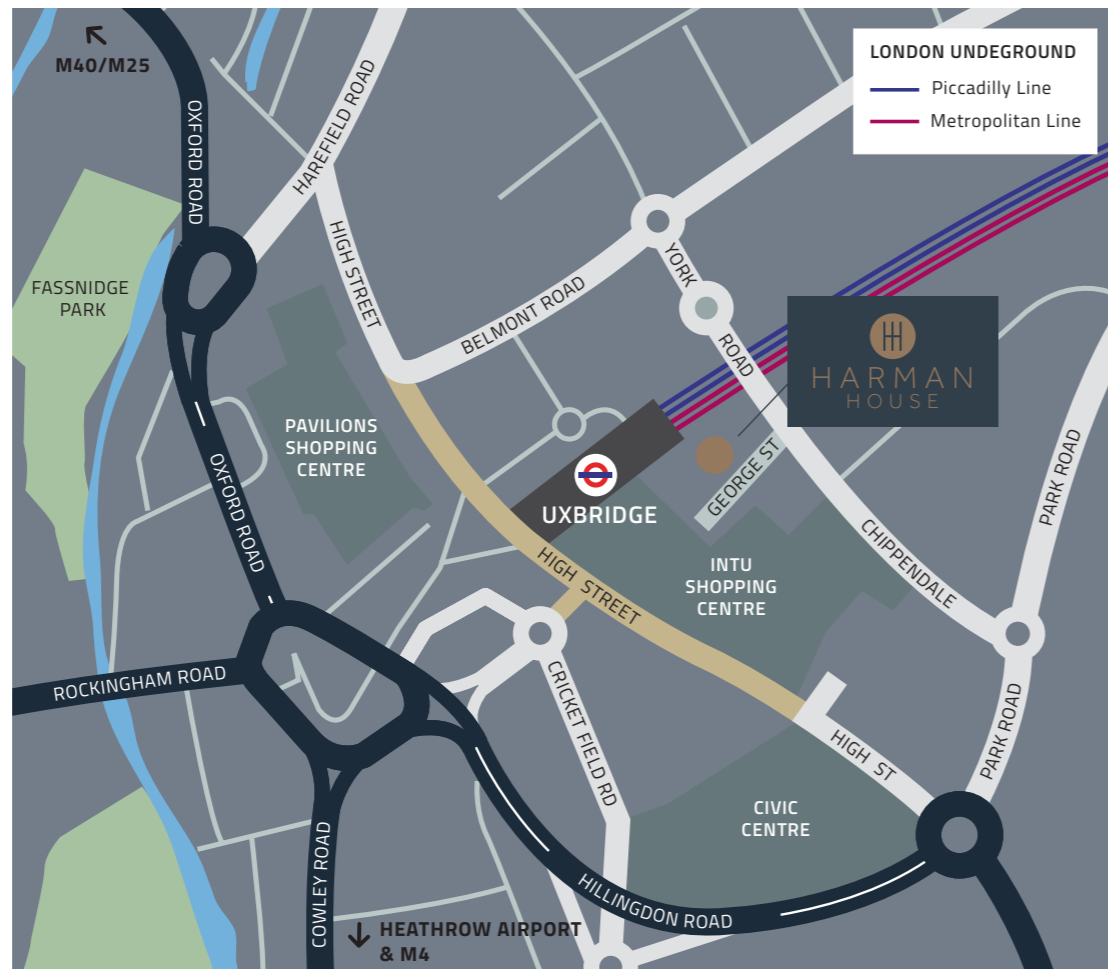 M40/M25
OXFORD ROAD
HAREFIELD ROAD
LONDON UNDEGROUND
Piccadilly Line
Metropolitan Line
HIGH STREET
FASSNIDGE
PARK
BELMONT ROAD
YORK
ROAD
HARMAN
HOUSE
PAVILIONS
SHOPPING
CENTRE
OXFORD ROAD
UXBRIDGE
GEORGE ST
PARK ROAD
HIGH STREET
INTU
SHOPPING
CENTRE
CHIPPENDALE
ROCKINGHAM ROAD
CRICKET FIELD RD
PARK ROAD
HIGH ST
CIVIC
CENTRE
COWLEY ROAD
HILLINGDON ROAD
HEATHROW AIRPORT
& M4